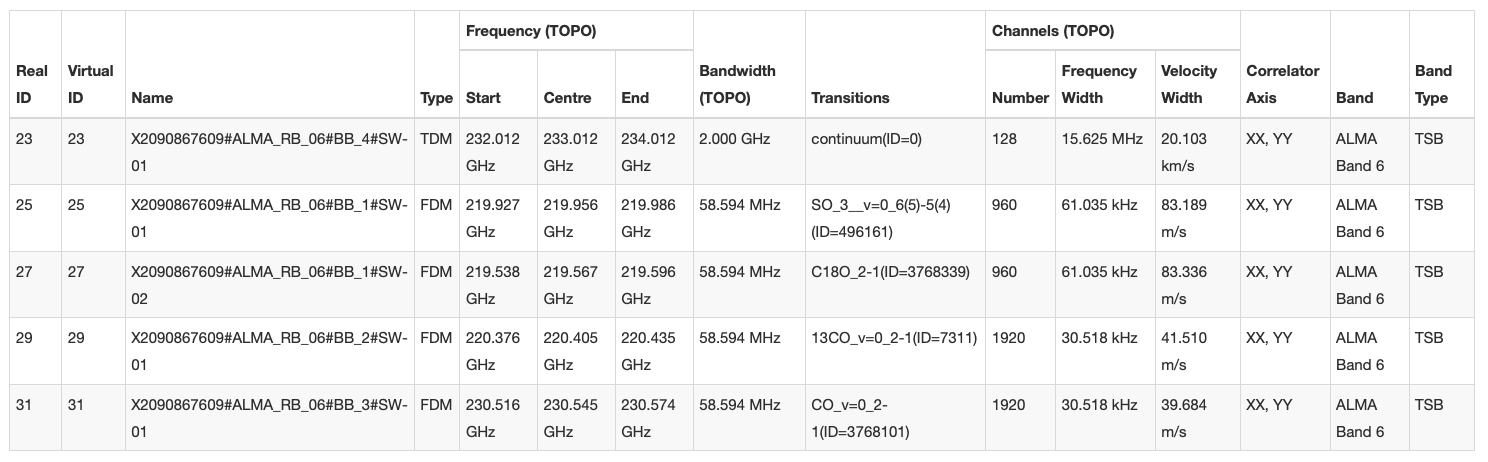 Frequency (TOPO) Channels (TOPO)
Real Virtual Bandwidth Frequency Velocity Correlator Band
ID ID Name Type Start Centre End (TOPO) Transitions Number Width Width Axis Band Type
23 23 X2090867609#ALMA_RB_06#BB_4#SW- TDM 232.012 233.012 234.012 2.000 GHz continuum(ID=0) 128 15.625 MHz 20.103 XX, YY ALMA TSB
01 GHz GHz GHz km/s Band 6
25 25 X2090867609#ALMA_RB_06#BB_1#SW- FDM 219.927 219.956 219.986 58.594 MHz SO_3__v=0_6(5)-5(4) 960 61.035 kHz 83.189 XX, YY ALMA TSB
01 GHz GHz GHz (ID=496161) m/s Band 6
27 27 X2090867609#ALMA_RB_06#BB_1#SW- FDM 219.538 219.567 219.596 58.594 MHz C18O_2-1(ID=3768339) 960 61.035 kHz 83.336 XX, YY ALMA TSB
02 GHz GHz GHz m/s Band 6
29 29 X2090867609#ALMA_RB_06#BB_2#SW- FDM 220.376 220.405 220.435 58.594 MHz 13CO_v=0_2-1(ID=7311) 1920 30.518 kHz 41.510 XX, YY ALMA TSB
01 GHz GHz GHz m/s Band 6
31 31 X2090867609#ALMA_RB_06#BB_3#SW- FDM 230.516 230.545 230.574 58.594 MHz CO_v=0_2- 1920 30.518 kHz 39.684 XX, YY ALMA TSB
01 GHz GHz GHz 1(ID=3768101) m/s Band 6